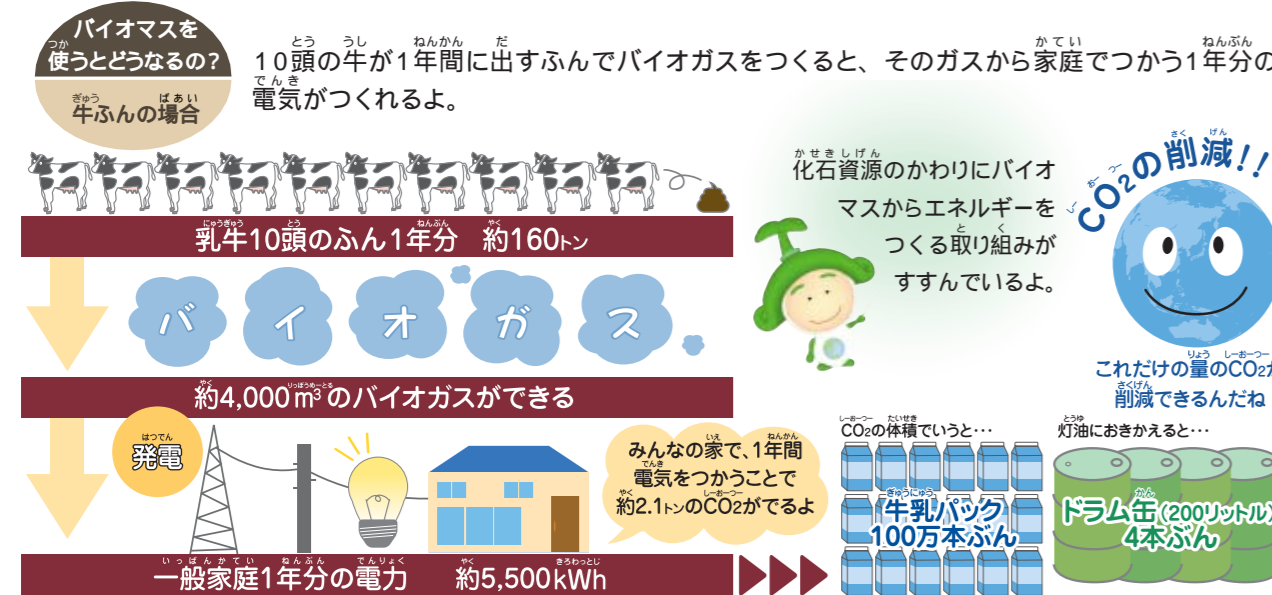 バイオマスを
使うとどうなるの？
牛ふんの場合
10頭の牛が1年間に出すふんでバイオガスをつくると、そのガスから家庭でつかう1年分の
電気がつくれるよ。
乳牛10頭のふん1年分　約160トン
バイオガス
約4,000m³のバイオガスができる
発電
みんなの家で、1年間
電気をつかうことで
約2.1トンのCO₂がでるよ
一般家庭1年分の電力　約5,500kWh
化石資源のかわりにバイオ
マスからエネルギーを
つくる取り組みが
すすんでいるよ。
CO₂の削減!!
これだけの量のCO₂が
削減できるんだね
CO₂の体積でいうと…
牛乳パック
100万本ぶん
灯油におきかえると…
ドラム缶(200リットル)
4本ぶん